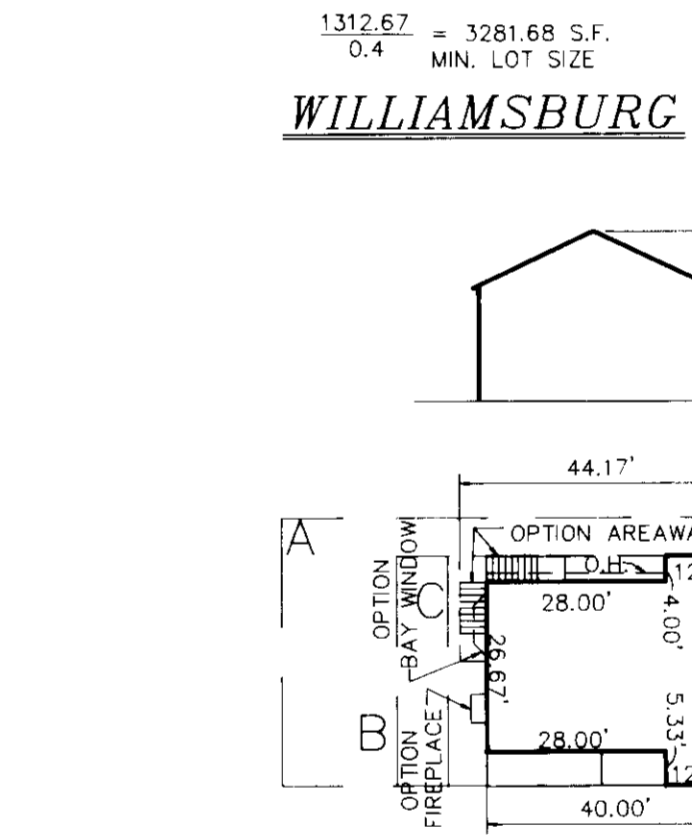 1312.67
0.4
= 3281.68 S.F.
MIN. LOT SIZE
WILLIAMSBURG
44.17'
A
OPTION
O.H.
OPTION
BAY WINDOW
C
28.00'
4.00'
26.67'
B
OPTION
FIREPLACE
28.00'
5.33'
40.00'